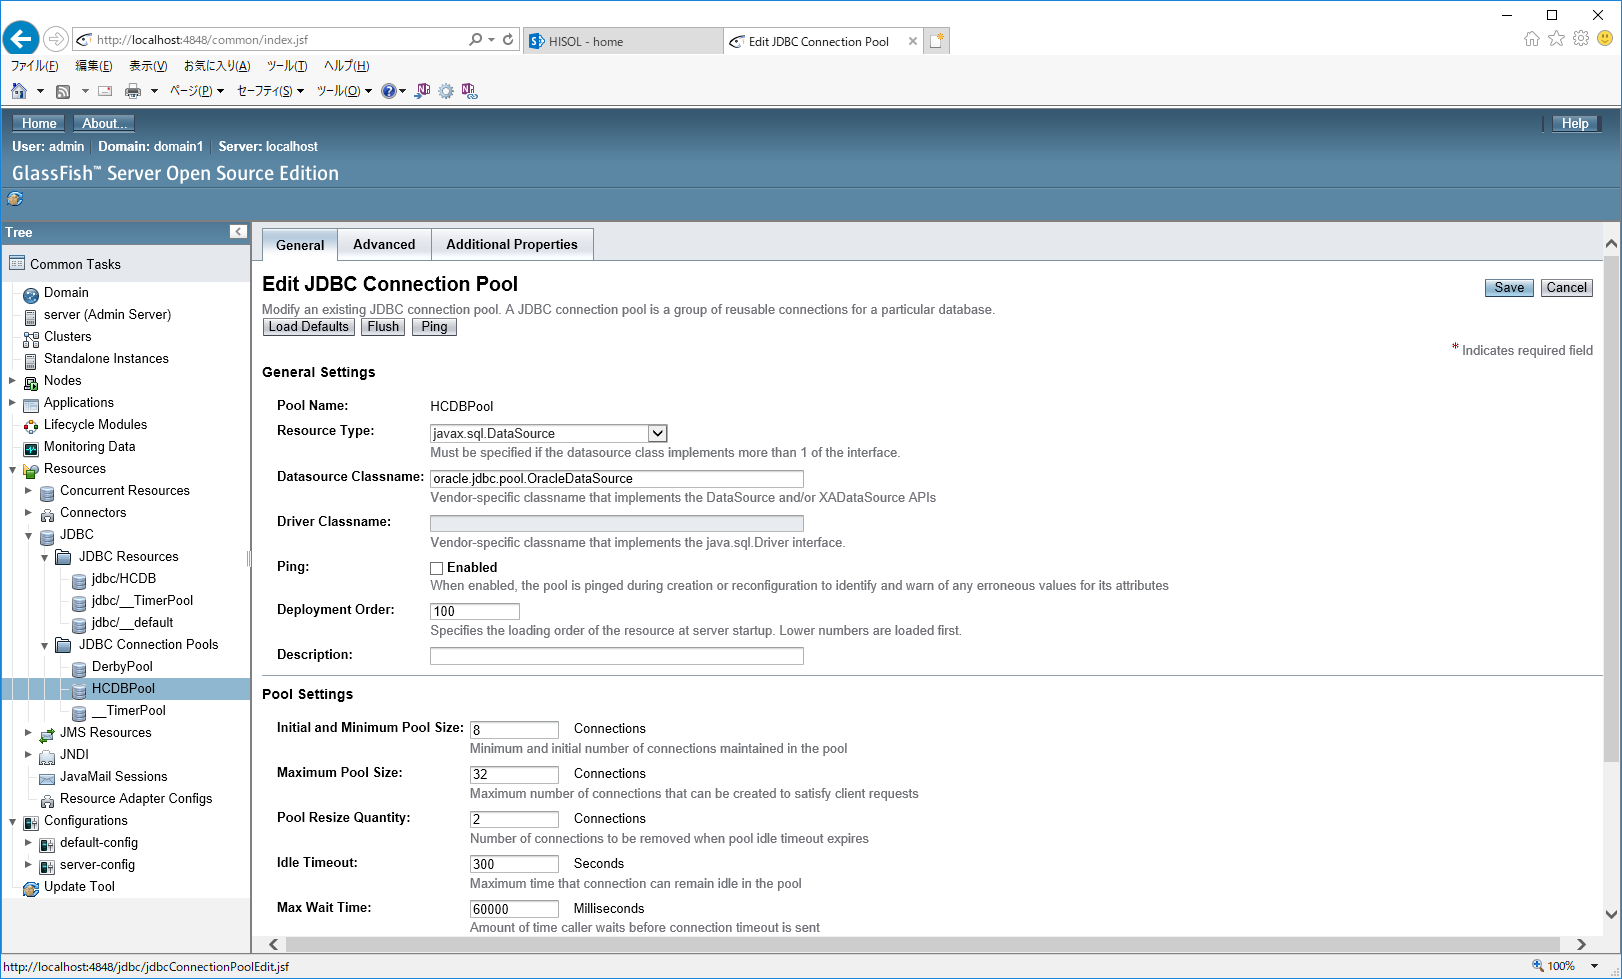 http://localhost:4848/common/index.jsf
HISOL - home
Edit JDBC Connection Pool
ファイル(F) 編集(E) 表示(V) お気に入り(A) ツール(T) ヘルプ(H)
ページ(P) セーフティ(S) ツール(O)
Home About... Help
User: admin Domain: domain1 Server: localhost
GlassFish™ Server Open Source Edition
Tree
Common Tasks
Domain
server (Admin Server)
Clusters
Standalone Instances
Nodes
Applications
Lifecycle Modules
Monitoring Data
Resources
Concurrent Resources
Connectors
JDBC
JDBC Resources
jdbc/HCDB
jdbc/__TimerPool
jdbc/__default
JDBC Connection Pools
DerbyPool
HCDBPool
__TimerPool
JMS Resources
JNDI
JavaMail Sessions
Resource Adapter Configs
Configurations
default-config
server-config
Update Tool
General Advanced Additional Properties
Edit JDBC Connection Pool
Save Cancel
Modify an existing JDBC connection pool. A JDBC connection pool is a group of reusable connections for a particular database.
Load Defaults Flush Ping
* Indicates required field
General Settings
Pool Name: HCDBPool
Resource Type: javax.sql.DataSource
Must be specified if the datasource class implements more than 1 of the interface.
Datasource Classname: oracle.jdbc.pool.OracleDataSource
Vendor-specific classname that implements the DataSource and/or XADataSource APIs
Driver Classname:
Vendor-specific classname that implements the java.sql.Driver interface.
Ping: Enabled
When enabled, the pool is pinged during creation or reconfiguration to identify and warn of any erroneous values for its attributes
Deployment Order: 100
Specifies the loading order of the resource at server startup. Lower numbers are loaded first.
Description:
Pool Settings
Initial and Minimum Pool Size: 8 Connections
Minimum and initial number of connections maintained in the pool
Maximum Pool Size: 32 Connections
Maximum number of connections that can be created to satisfy client requests
Pool Resize Quantity: 2 Connections
Number of connections to be removed when pool idle timeout expires
Idle Timeout: 300 Seconds
Maximum time that connection can remain idle in the pool
Max Wait Time: 60000 Milliseconds
Amount of time caller waits before connection timeout is sent
http://localhost:4848/jdbc/jdbcConnectionPoolEdit.jsf
100%